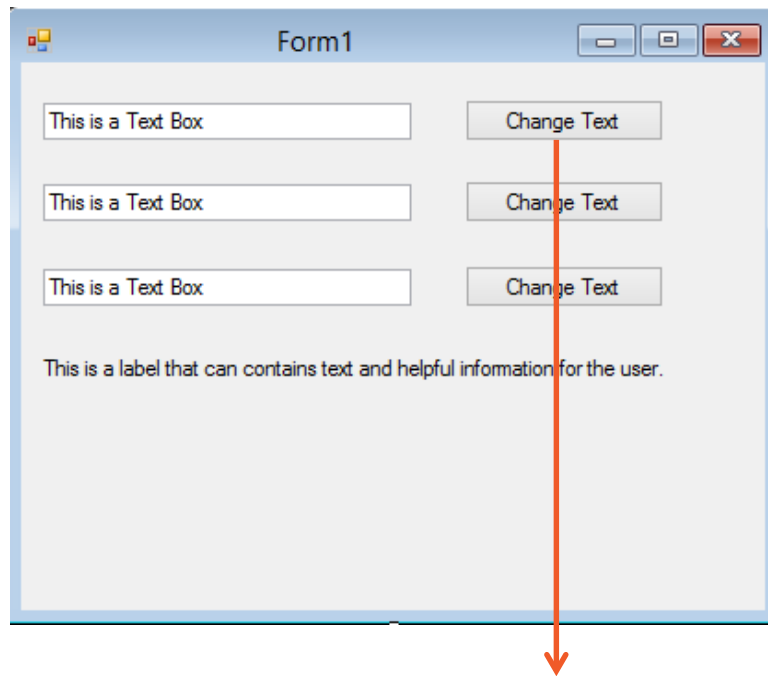 Form1
This is a Text Box Change Text
This is a Text Box Change Text
This is a Text Box Change Text
This is a label that can contains text and helpful information for the user.